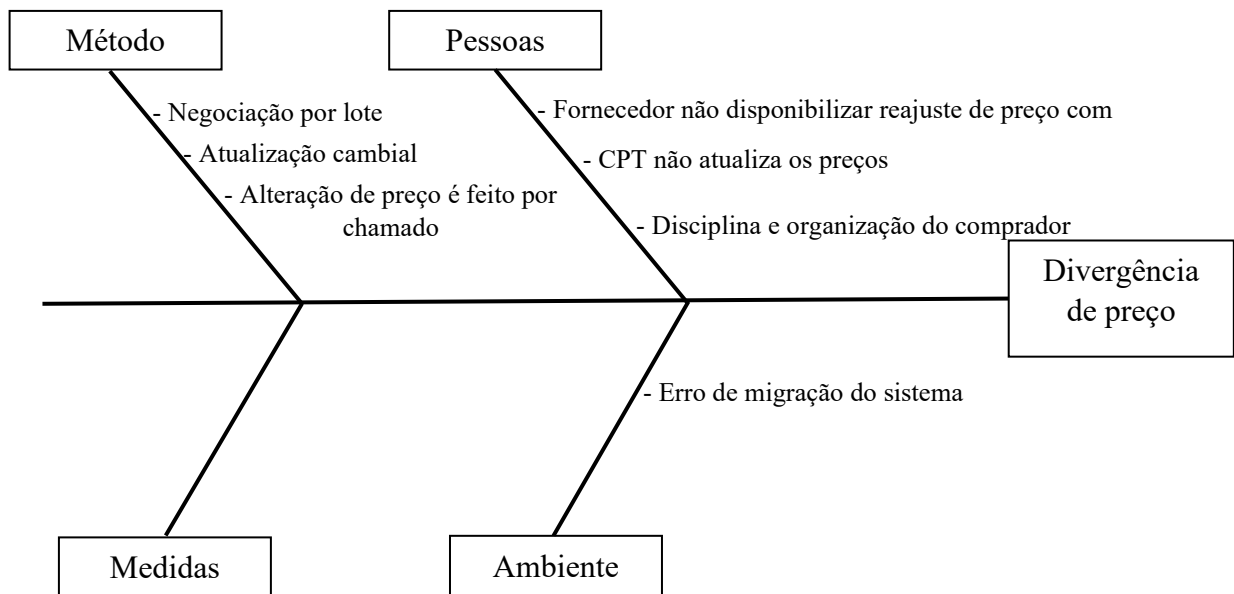 Método
Pessoas
- Negociação por lote
- Atualização cambial
- Alteração de preço é feito por
chamado
- Fornecedor não disponibilizar reajuste de preço com
- CPT não atualiza os preços
- Disciplina e organização do comprador
Divergência
de preço
- Erro de migração do sistema
Medidas
Ambiente